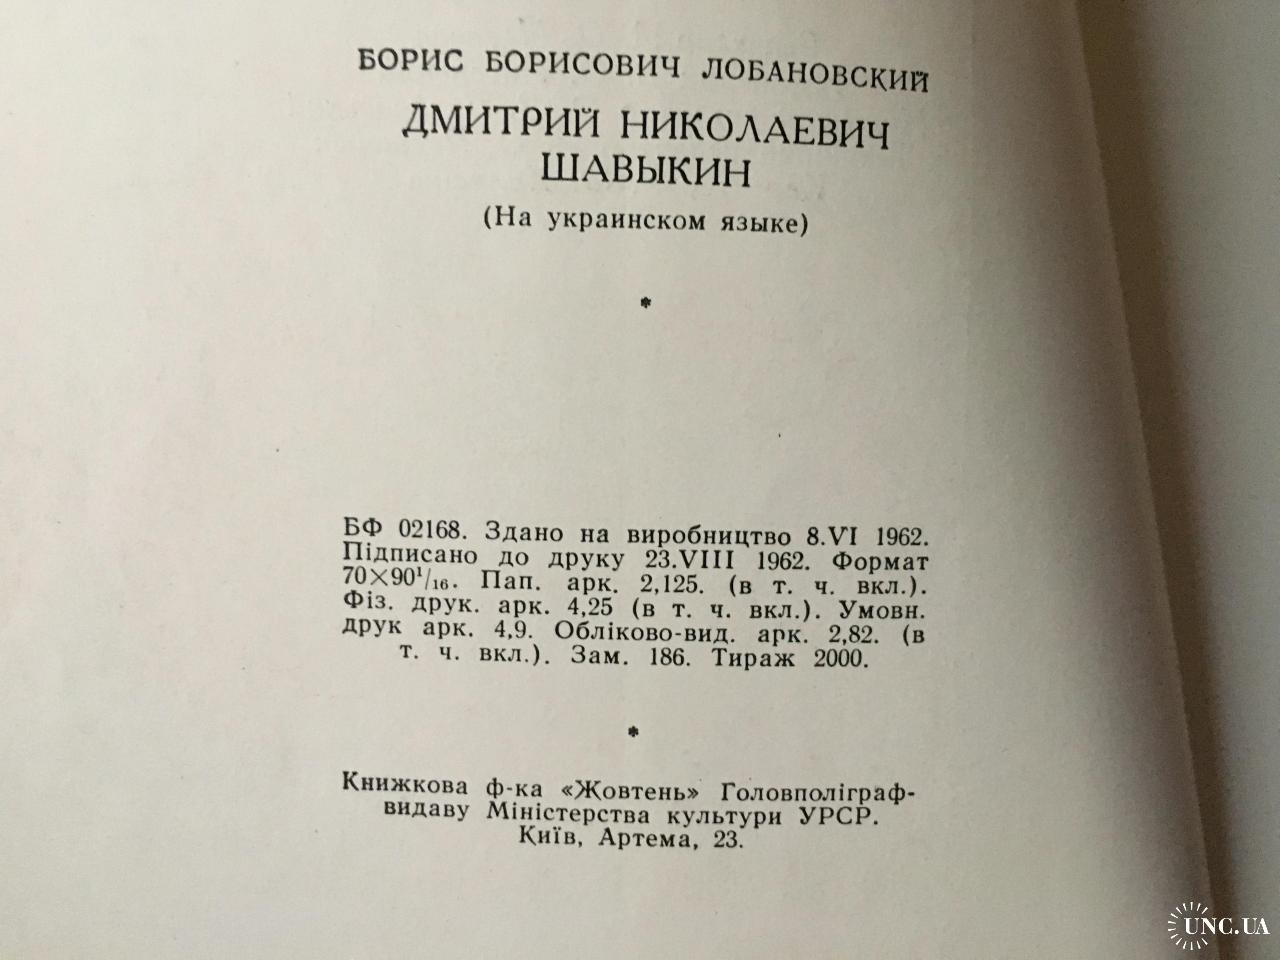 БОРИС БОРИСОВИЧ ЛОБАНОВСКИЙ
ДМИТРИЙ НИКОЛАЕВИЧ
ШАВЫКИН
(На украинском языке)
*
БФ 02168. Здано на виробництво 8.VI 1962.
Підписано до друку 23.VIII 1962. Формат
70×90¹/₁₆. Пап. арк. 2,125. (в т. ч. вкл.).
Фіз. друк. арк. 4,25 (в т. ч. вкл.). Умовн.
друк арк. 4,9. Обліково-вид. арк. 2,82. (в
т. ч. вкл.). Зам. 186. Тираж 2000.
*
Книжкова ф-ка «Жовтень» Головполіграф-
видаву Міністерства культури УРСР.
Київ, Артема, 23.
UNC.UA